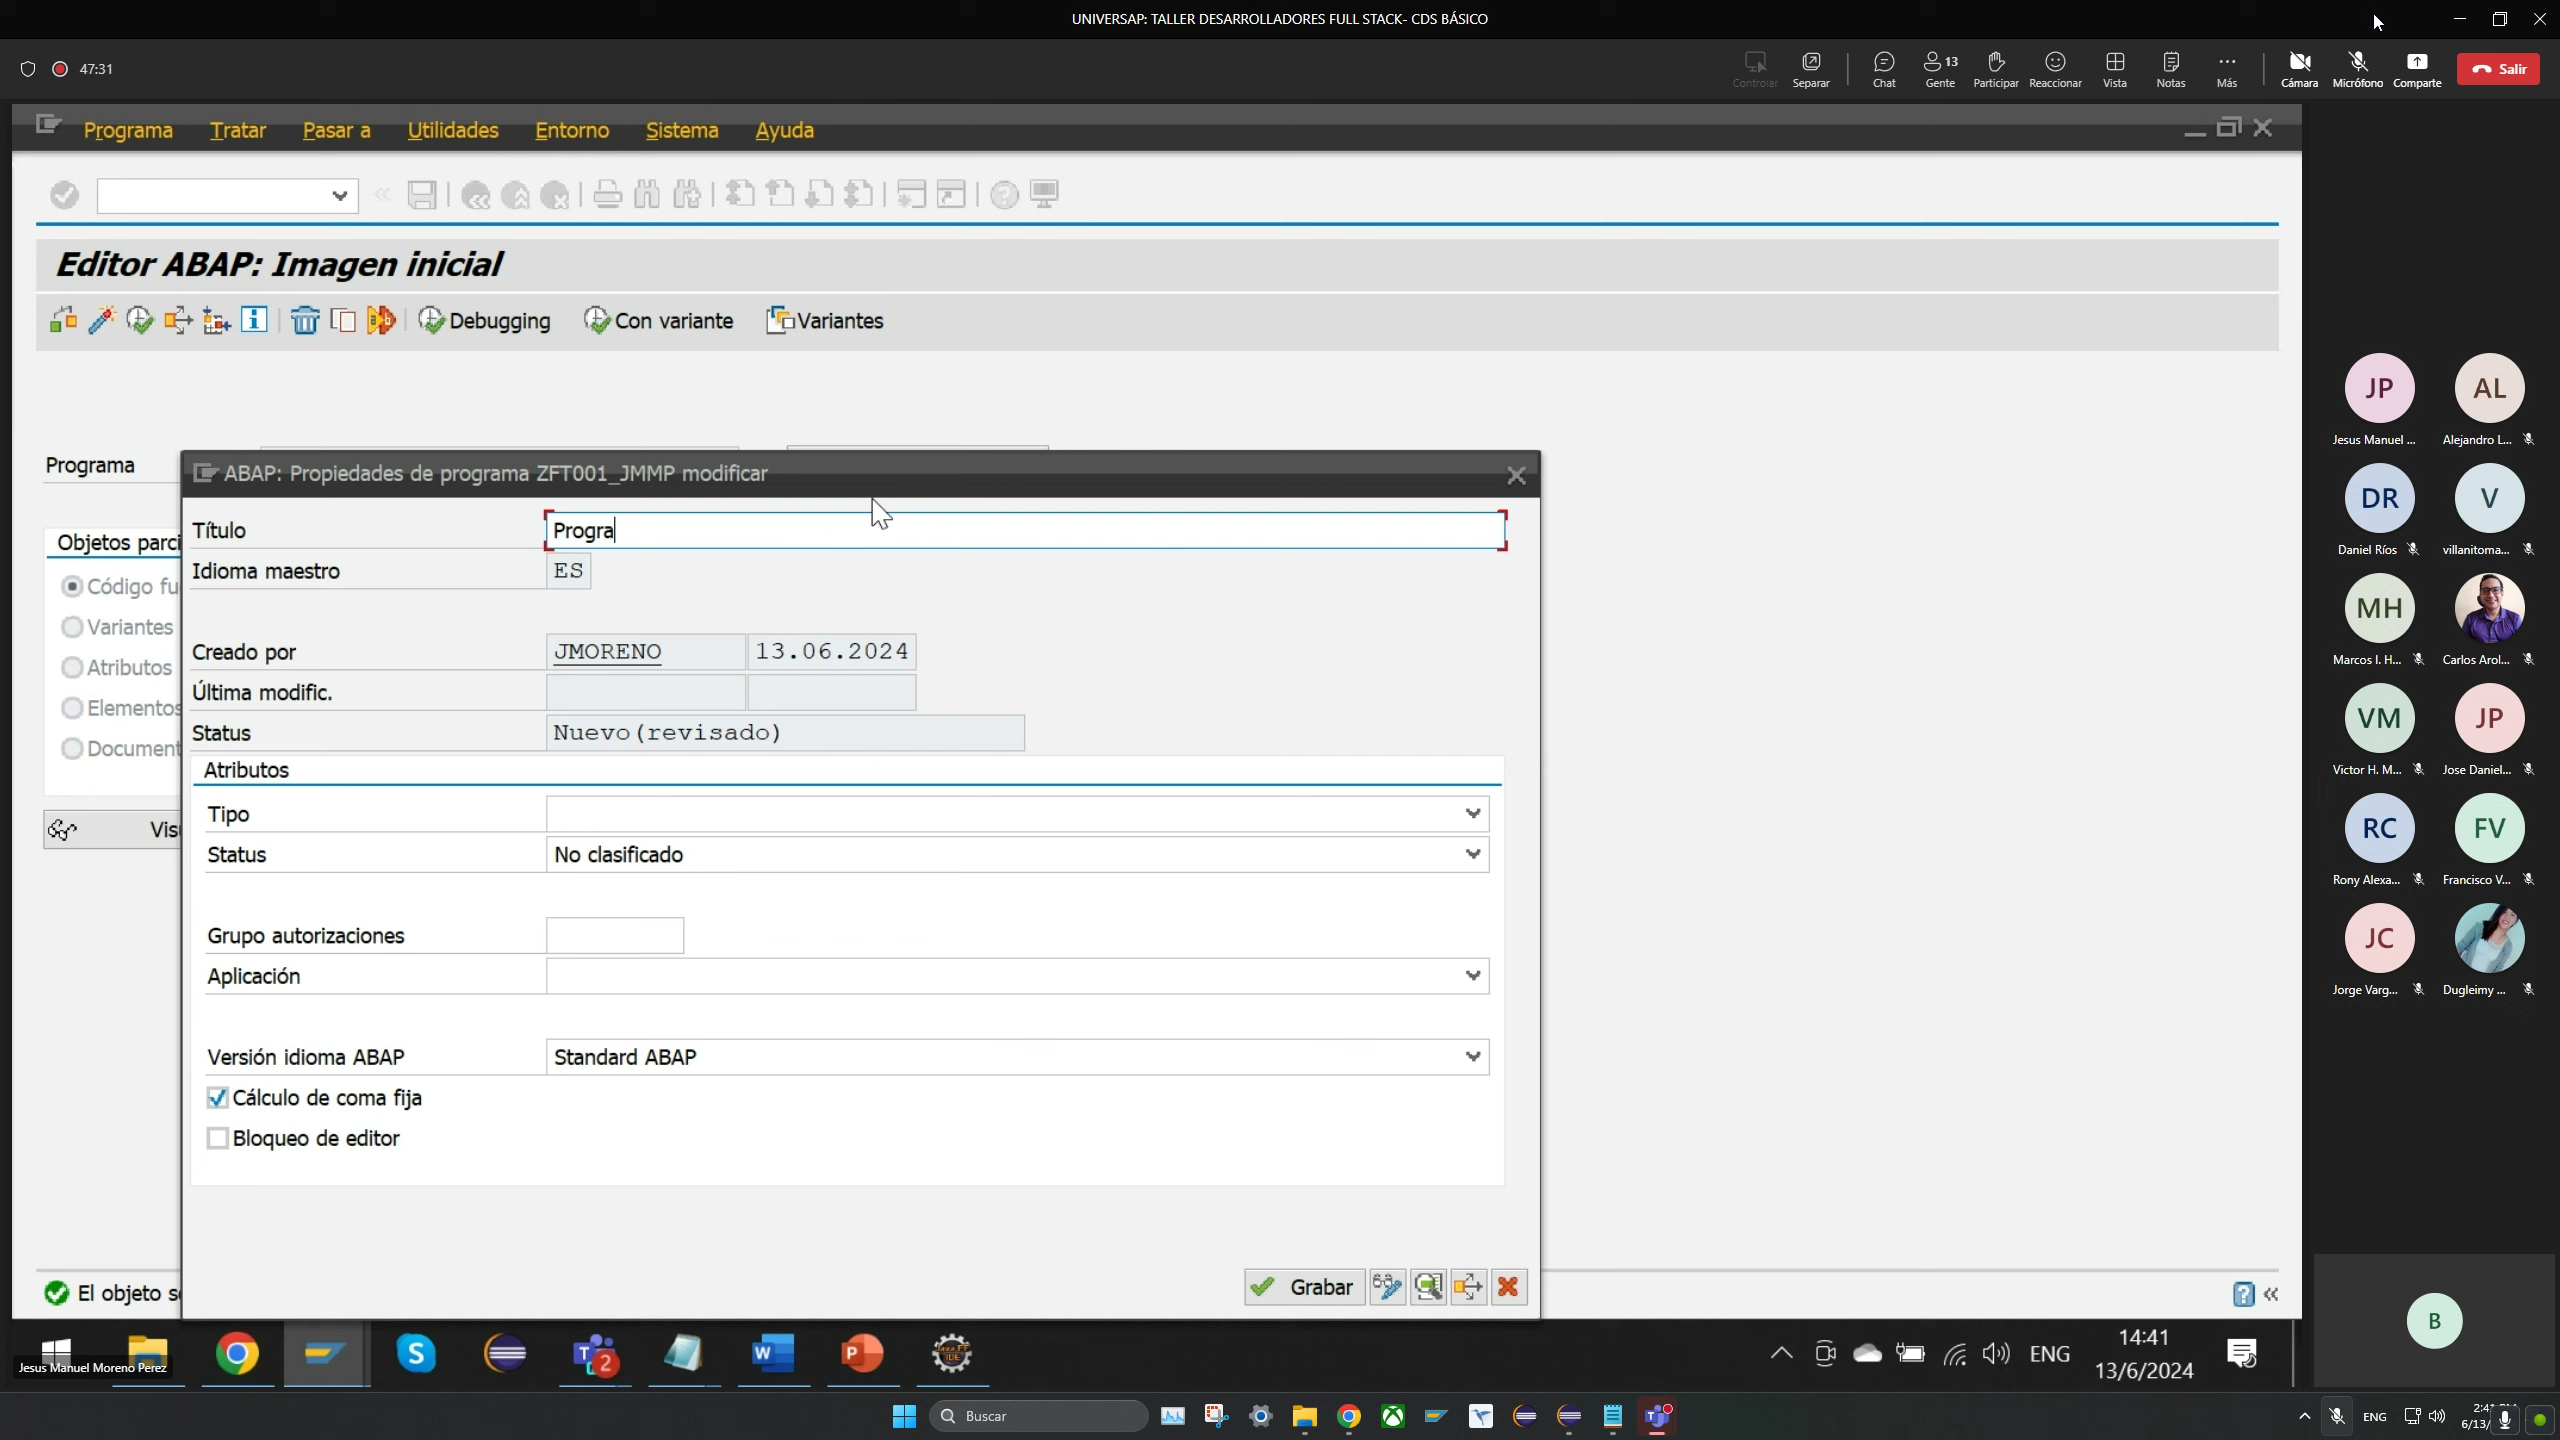 UNIVERSAP: TALLER DESARROLLADORES FULL STACK- CDS BÁSICO
47:31
Controlar
Separar
Chat
13
Gente
Participar
Reaccionar
Vista
Notas
Más
Cámara
Micrófono
Comparte
Salir
Programa Tratar Pasar a Utilidades Entorno Sistema Ayuda
Editor ABAP: Imagen inicial
Debugging Con variante Variantes
Programa
ABAP: Propiedades de programa ZFT001_JMMP modificar
Objetos parci
Código fu
Variantes
Atributos
Elementos
Document
Vis
Título Progra
Idioma maestro ES
Creado por JMORENO 13.06.2024
Última modific.
Status Nuevo(revisado)
Atributos
Tipo
Status No clasificado
Grupo autorizaciones
Aplicación
Versión idioma ABAP Standard ABAP
Cálculo de coma fija
Bloqueo de editor
Grabar
El objeto s
JP AL
Jesus Manuel ... Alejandro L...
DR V
Daniel Ríos villanitoma...
MH
Marcos I. H... Carlos Arol...
VM JP
Victor H. M... Jose Daniel...
RC FV
Rony Alexa... Francisco V...
JC
Jorge Varg... Dugleimy ...
B
Jesus Manuel Moreno Perez
2
ENG
14:41
13/6/2024
Buscar
ENG
2:4
6/13/